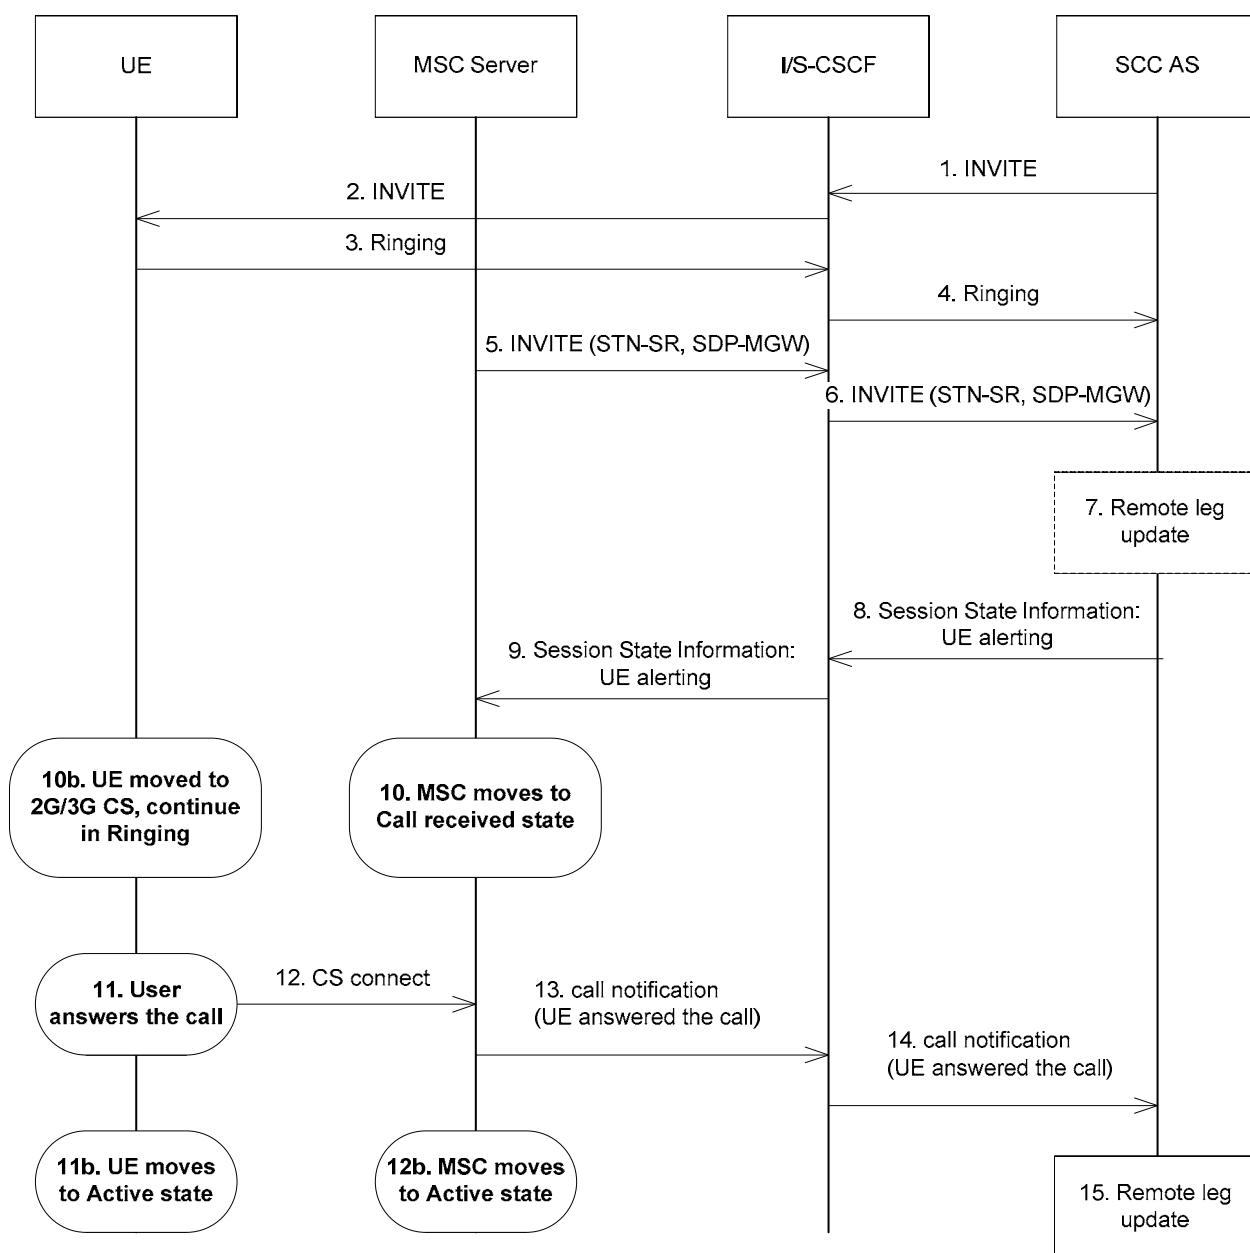 UE
MSC Server
I/S-CSCF
SCC AS
1. INVITE
2. INVITE
3. Ringing
4. Ringing
5. INVITE (STN-SR, SDP-MGW)
6. INVITE (STN-SR, SDP-MGW)
7. Remote leg
update
8. Session State Information:
UE alerting
9. Session State Information:
UE alerting
10b. UE moved to
2G/3G CS, continue
in Ringing
10. MSC moves to
Call received state
11. User
answers the call
12. CS connect
13. call notification
(UE answered the call)
14. call notification
(UE answered the call)
11b. UE moves
to Active state
12b. MSC moves
to Active state
15. Remote leg
update